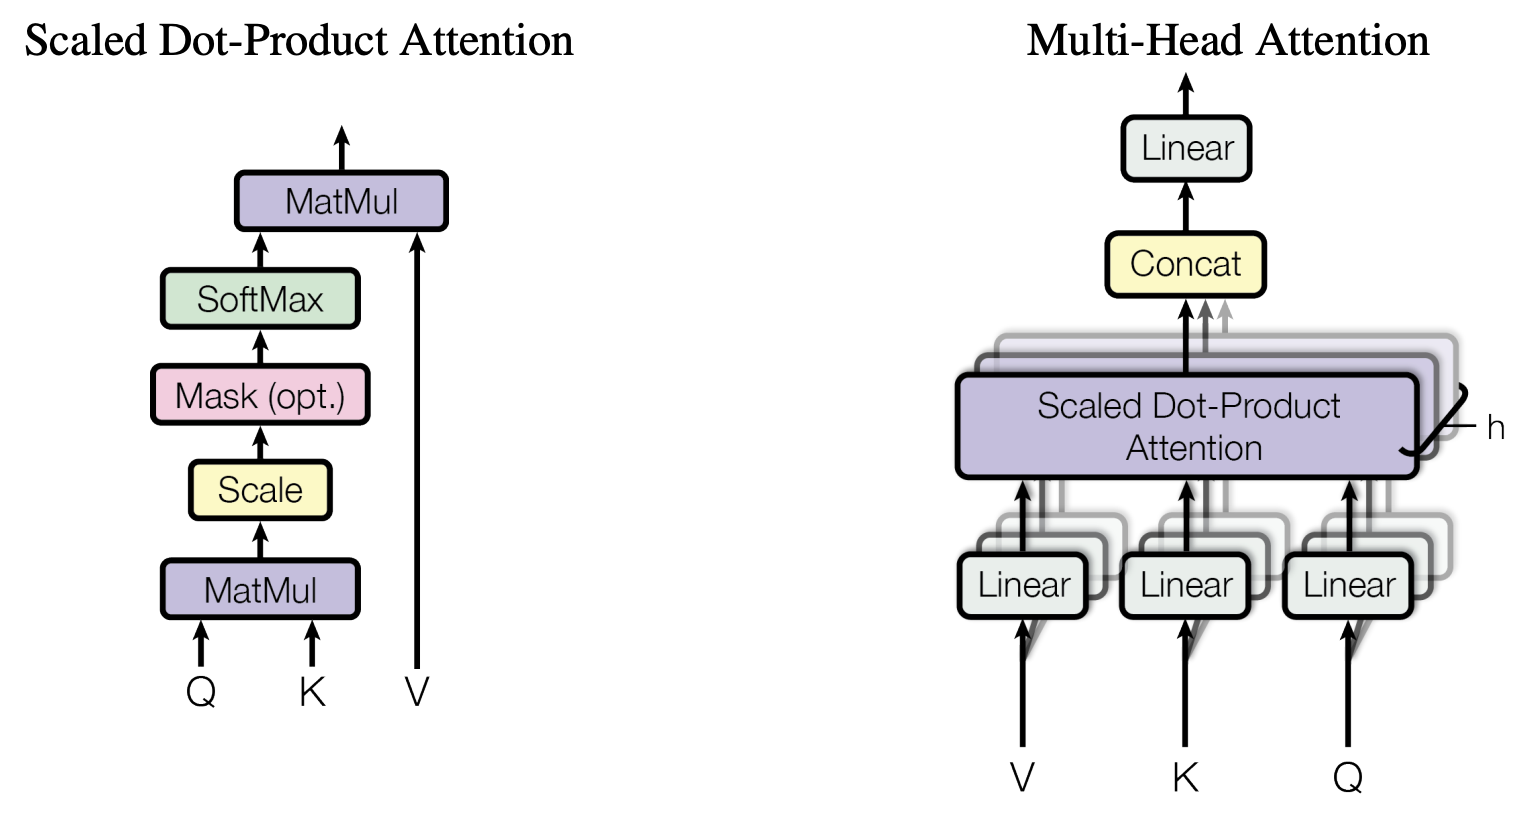 Scaled Dot-Product Attention
MatMul
SoftMax
Mask (opt.)
Scale
MatMul
Q K V
Multi-Head Attention
Linear
Concat
Scaled Dot-Product
Attention
h
Linear Linear Linear
V K Q